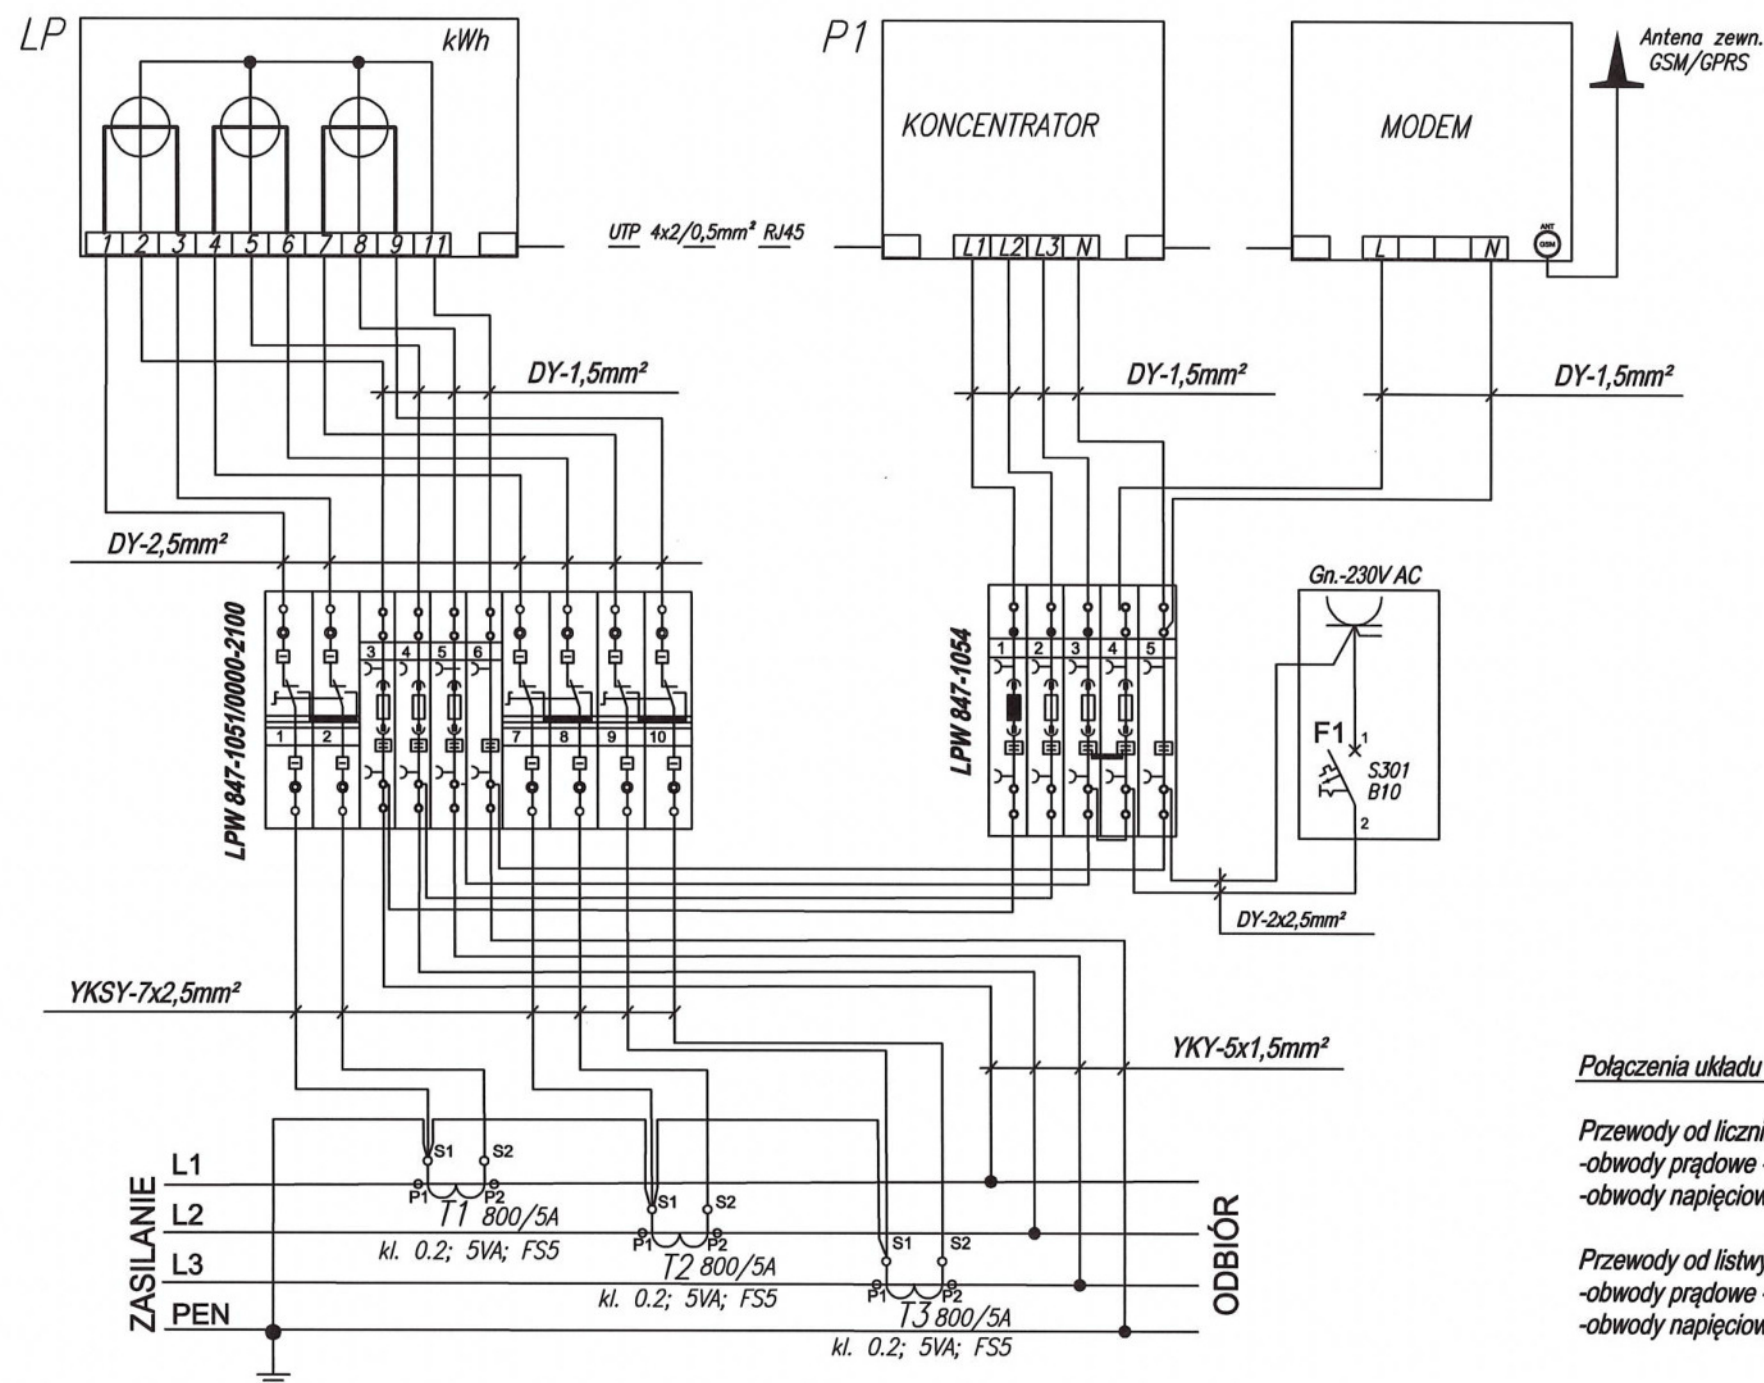 LP
kWh
1 2 3 4 5 6 7 8 9 11
UTP 4x2/0,5mm² RJ45
P1
KONCENTRATOR
L1 L2 L3 N
MODEM
L N
ANT
GSM
Antena zewn.
GSM/GPRS
DY-1,5mm²
DY-1,5mm²
DY-1,5mm²
DY-2,5mm²
LPW 847-1051/0000-2100
3 4 5 6
1 2 7 8 9 10
LPW 847-1054
1 2 3 4 5
Gn.-230V AC
F1
1
S301
B10
2
DY-2x2,5mm²
YKSY-7x2,5mm²
YKY-5x1,5mm²
ZASILANIE
L1
L2
L3
PEN
S1 S2
P1 P2
T1 800/5A
kl. 0.2; 5VA; FS5
S1 S2
P1 P2
T2 800/5A
kl. 0.2; 5VA; FS5
S1 S2
P1 P2
T3 800/5A
kl. 0.2; 5VA; FS5
ODBIÓR
Połączenia układu
Przewody od liczni
-obwody prądowe -
-obwody napięciow
Przewody od listwy
-obwody prądowe -
-obwody napięciow